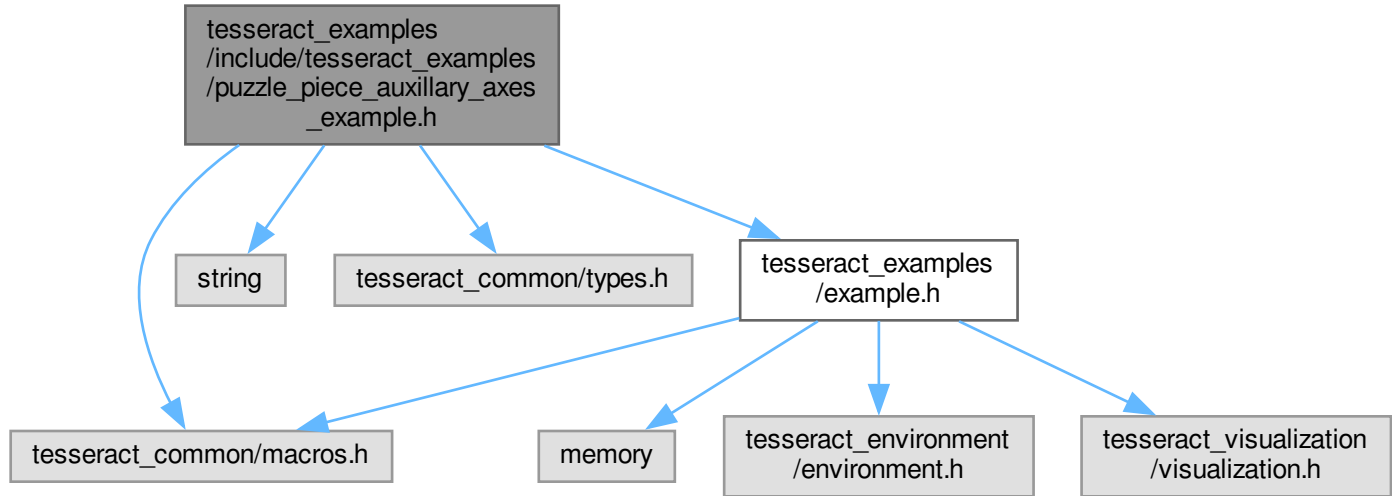 tesseract_examples
/include/tesseract_examples
/puzzle_piece_auxillary_axes
_example.h
string
tesseract_common/types.h
tesseract_examples
/example.h
tesseract_common/macros.h
memory
tesseract_environment
/environment.h
tesseract_visualization
/visualization.h